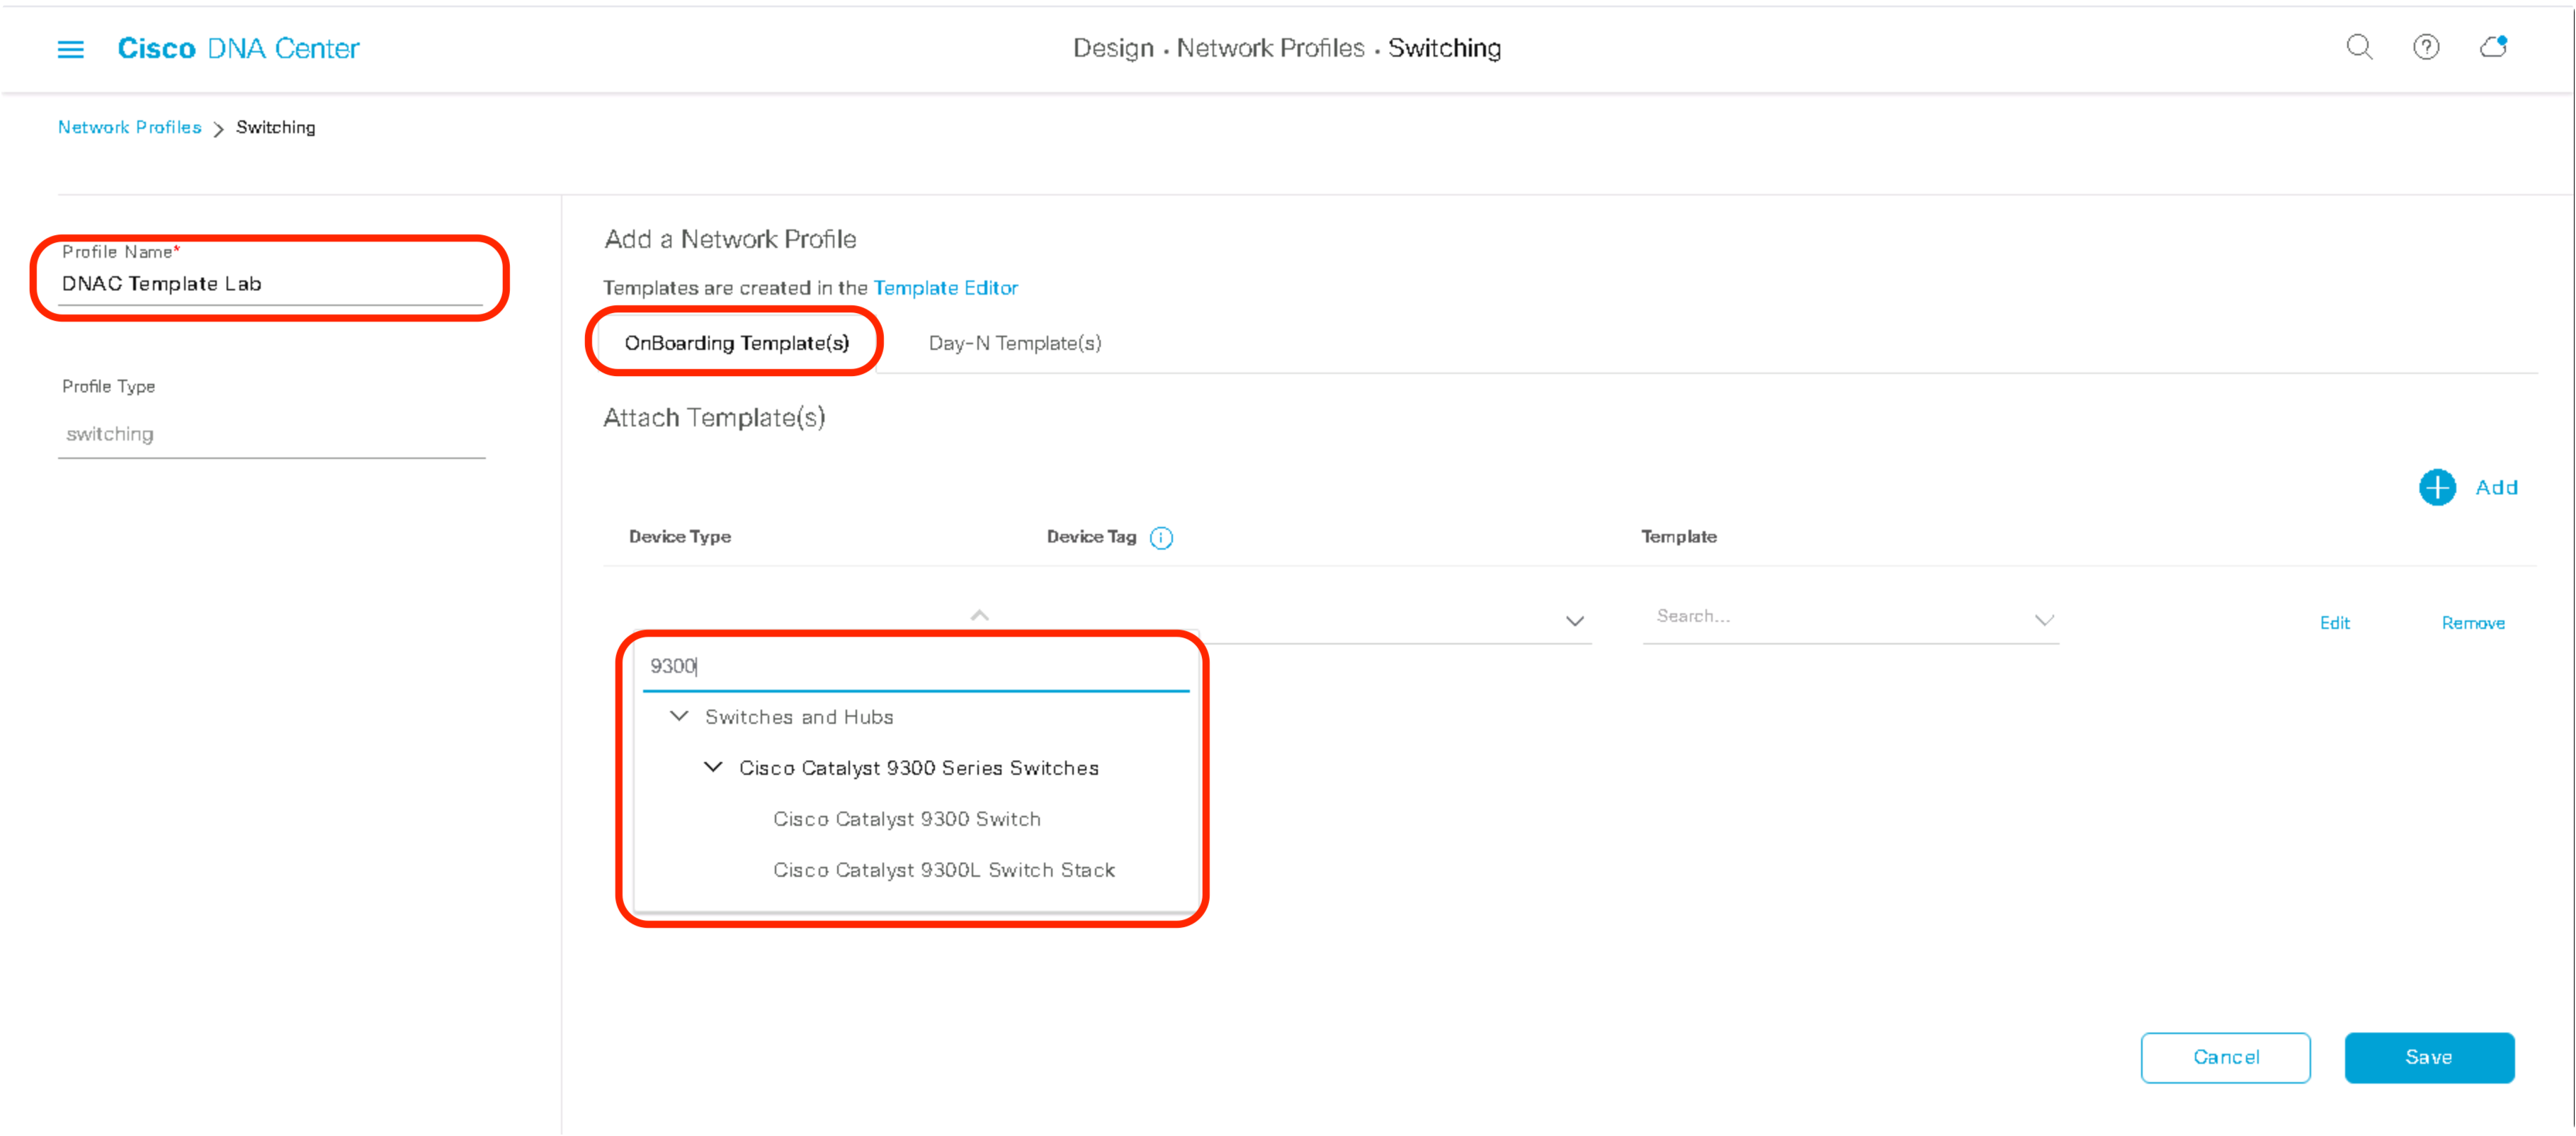 Cisco DNA Center
Design · Network Profiles · Switching
Network Profiles > Switching
Profile Name*
DNAC Template Lab
Profile Type
switching
Add a Network Profile
Templates are created in the Template Editor
OnBoarding Template(s)
Day-N Template(s)
Attach Template(s)
Add
Device Type
Device Tag
Template
Search...
Edit
Remove
9300
Switches and Hubs
Cisco Catalyst 9300 Series Switches
Cisco Catalyst 9300 Switch
Cisco Catalyst 9300L Switch Stack
Cancel
Save